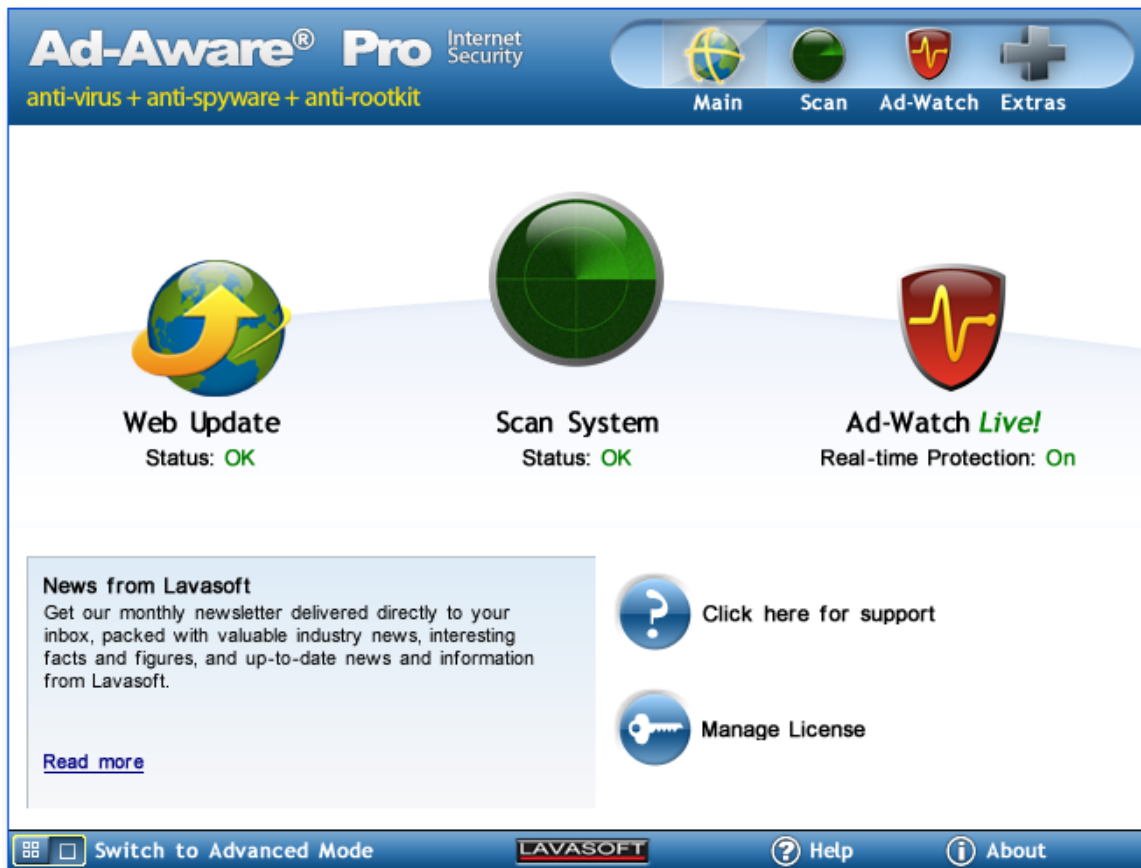 Ad-Aware® Pro Internet Security
anti-virus + anti-spyware + anti-rootkit
Main Scan Ad-Watch Extras
Web Update
Status: OK
Scan System
Status: OK
Ad-Watch Live!
Real-time Protection: On
News from Lavasoft
Get our monthly newsletter delivered directly to your
inbox, packed with valuable industry news, interesting
facts and figures, and up-to-date news and information
from Lavasoft.
Read more
Click here for support
Manage License
Switch to Advanced Mode
LAVASOFT
Help
About